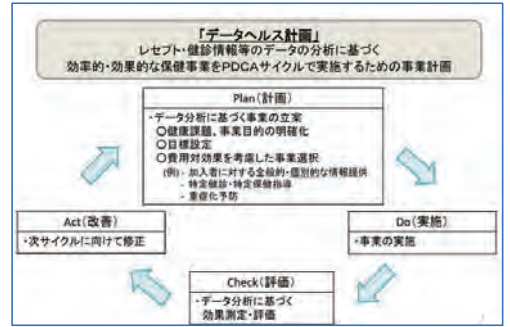 「データヘルス計画」
レセプト・健診情報等のデータの分析に基づく
効率的・効果的な保健事業をPDCAサイクルで実施するための事業計画
Plan(計画)
・データ分析に基づく事業の立案
〇健康課題、事業目的の明確化
〇目標設定
〇費用対効果を考慮した事業選択
(例)- 加入者に対する全般的・個別的な情報提供
- 特定健診・特定保健指導
- 重症化予防
Act(改善)
・次サイクルに向けて修正
Do(実施)
・事業の実施
Check(評価)
・データ分析に基づく
効果測定・評価